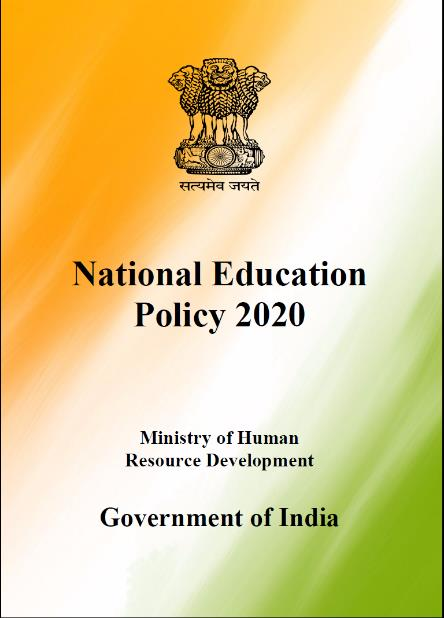 सत्यमेव जयते
National Education
Policy 2020
Ministry of Human
Resource Development
Government of India